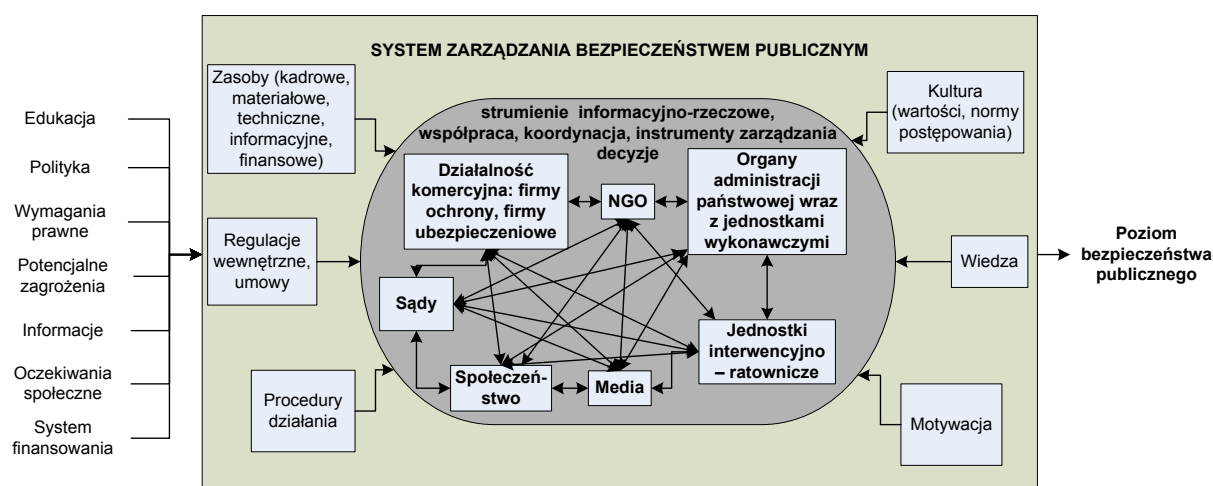 SYSTEM ZARZĄDZANIA BEZPIECZEŃSTWEM PUBLICZNYM
Edukacja
Polityka
Wymagania
prawne
Potencjalne
zagrożenia
Informacje
Oczekiwania
społeczne
System
finansowania
Zasoby (kadrowe,
materiałowe,
techniczne,
informacyjne,
finansowe)
Regulacje
wewnętrzne,
umowy
Procedury
działania
strumienie informacyjno-rzeczowe,
współpraca, koordynacja, instrumenty zarządzania
decyzje
Działalność
komercyjna: firmy
ochrony, firmy
ubezpieczeniowe
NGO
Organy
administracji
państwowej wraz
z jednostkami
wykonawczymi
Sądy
Społeczeń-
stwo
Media
Jednostki
interwencyjno
– ratownicze
Kultura
(wartości, normy
postępowania)
Wiedza
Motywacja
Poziom
bezpieczeństwa
publicznego